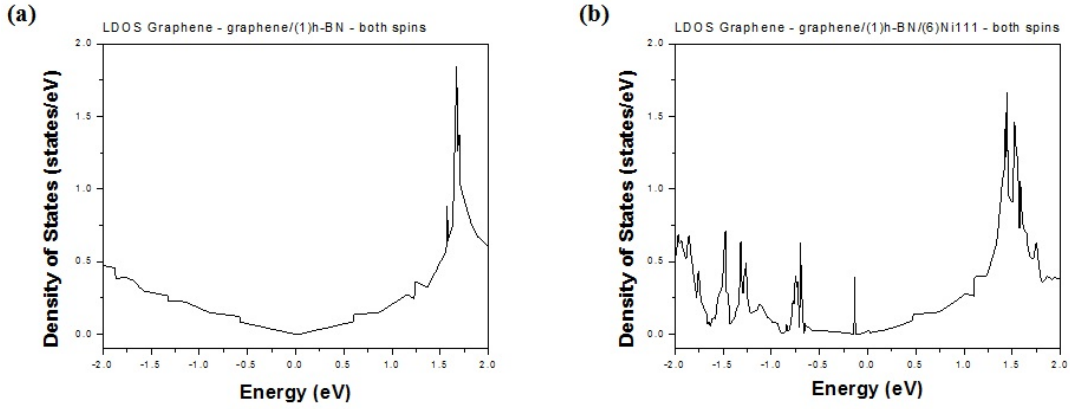 (a)
LDOS Graphene - graphene/(1)h-BN - both spins
Density of States (states/eV)
2.0
1.5
1.0
0.5
0.0
-2.0 -1.5 -1.0 -0.5 0.0 0.5 1.0 1.5 2.0
Energy (eV)
(b)
LDOS Graphene - graphene/(1)h-BN/(6)Ni111 - both spins
Density of States (states/eV)
2.0
1.5
1.0
0.5
0.0
-2.0 -1.5 -1.0 -0.5 0.0 0.5 1.0 1.5 2.0
Energy (eV)